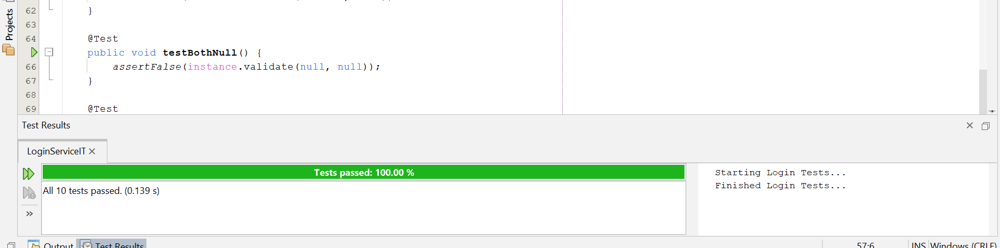 Projects
62 }
63
64 @Test
public void testBothNull() {
66 assertFalse(instance.validate(null, null));
67 }
68
69 @Test
Test Results
LoginServiceIT
Tests passed: 100.00 %
All 10 tests passed. (0.139 s)
Starting Login Tests...
Finished Login Tests...
»
Output Test Results 57:6 INS Windows (CRLF)